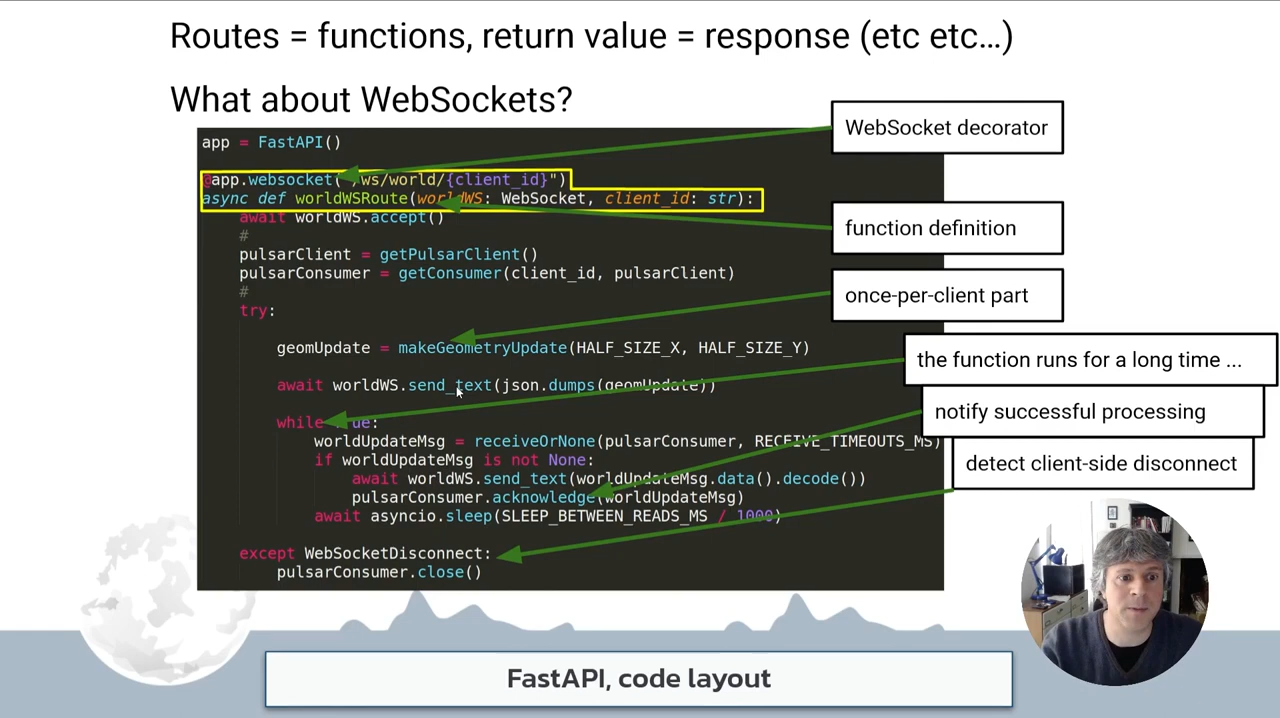 Routes = functions, return value = response (etc etc…)
What about WebSockets?
app = FastAPI()
@app.websocket("/ws/world/{client_id}")
async def worldWSRoute(worldWS: WebSocket, client_id: str):
await worldWS.accept()
#
pulsarClient = getPulsarClient()
pulsarConsumer = getConsumer(client_id, pulsarClient)
#
try:
geomUpdate = makeGeometryUpdate(HALF_SIZE_X, HALF_SIZE_Y)
await worldWS.send_text(json.dumps(geomUpdate))
while True:
worldUpdateMsg = receiveOrNone(pulsarConsumer, RECEIVE_TIMEOUTS_MS)
if worldUpdateMsg is not None:
await worldWS.send_text(worldUpdateMsg.data().decode())
pulsarConsumer.acknowledge(worldUpdateMsg)
await asyncio.sleep(SLEEP_BETWEEN_READS_MS / 1000)
except WebSocketDisconnect:
pulsarConsumer.close()
WebSocket decorator
function definition
once-per-client part
the function runs for a long time ...
notify successful processing
detect client-side disconnect
FastAPI, code layout